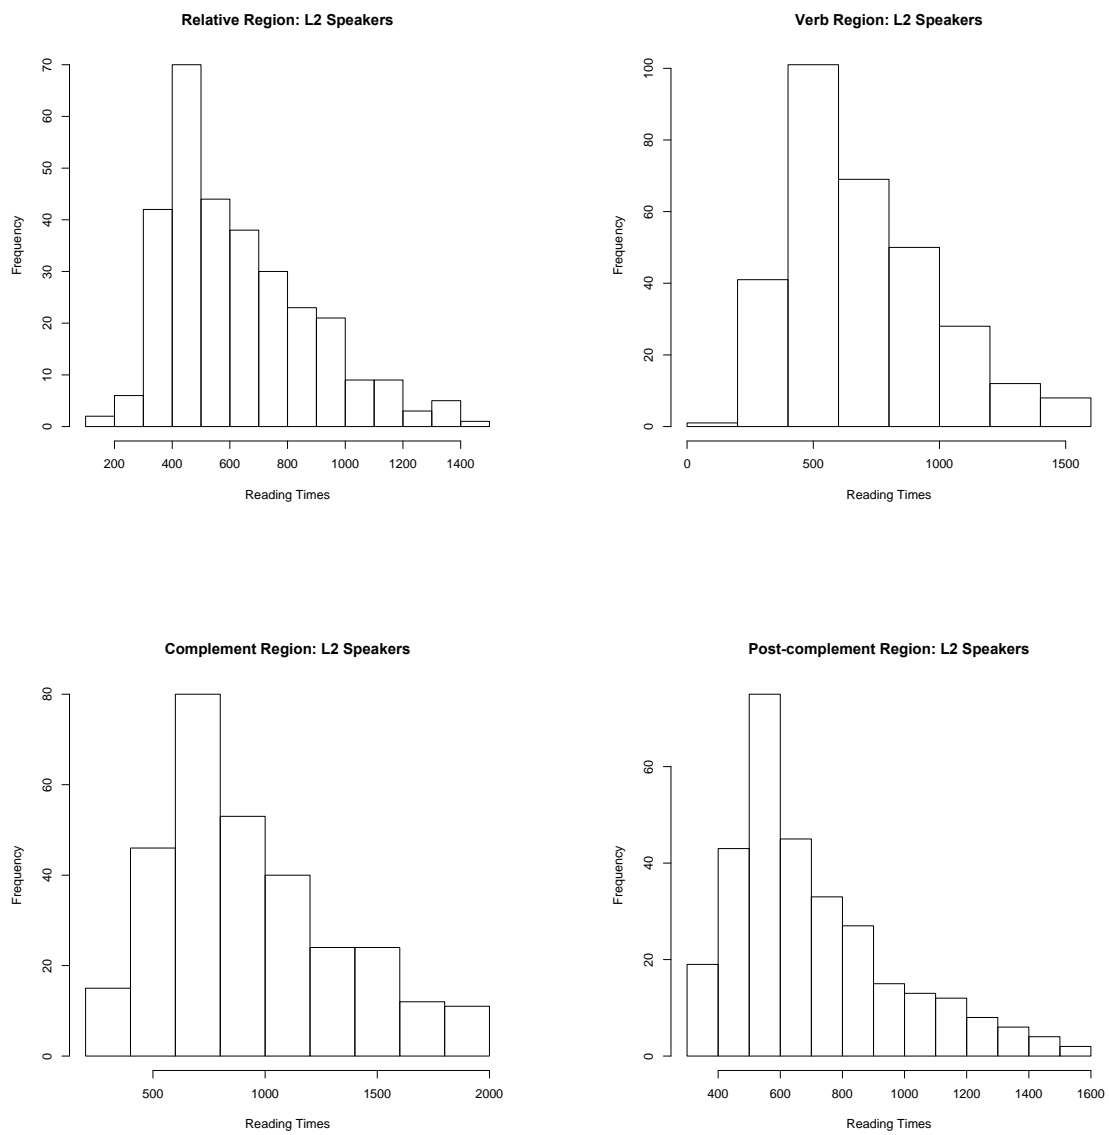 Relative Region: L2 Speakers
Frequency
0 10 20 30 40 50 60 70
200 400 600 800 1000 1200 1400
Reading Times
Verb Region: L2 Speakers
Frequency
0 20 40 60 80 100
0 500 1000 1500
Reading Times
Complement Region: L2 Speakers
Frequency
0 20 40 60 80
500 1000 1500 2000
Reading Times
Post-complement Region: L2 Speakers
Frequency
0 20 40 60
400 600 800 1000 1200 1400 1600
Reading Times